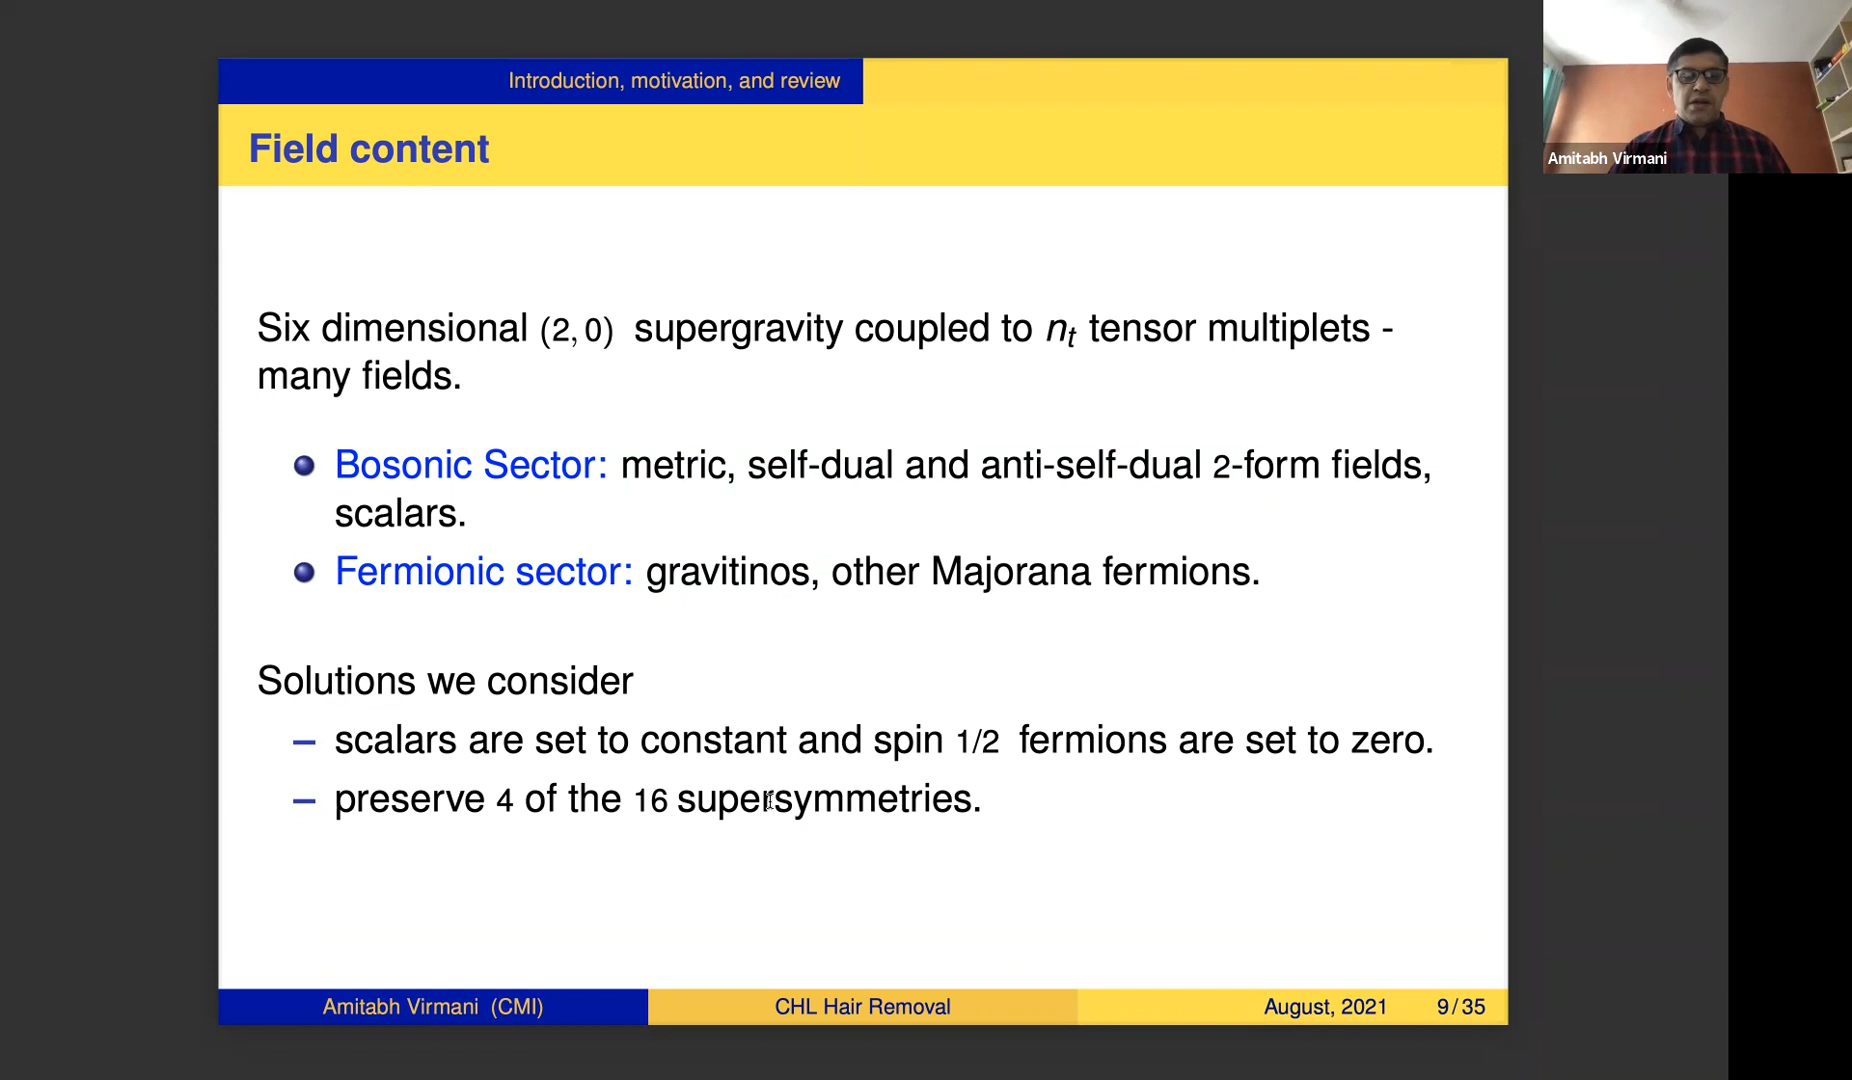 Introduction, motivation, and review
Field content
Amitabh Virmani
Six dimensional (2, 0) supergravity coupled to n_t tensor multiplets -
many fields.
Bosonic Sector: metric, self-dual and anti-self-dual 2-form fields,
scalars.
Fermionic sector: gravitinos, other Majorana fermions.
Solutions we consider
– scalars are set to constant and spin 1/2 fermions are set to zero.
– preserve 4 of the 16 supersymmetries.
Amitabh Virmani (CMI) CHL Hair Removal August, 2021 9/35